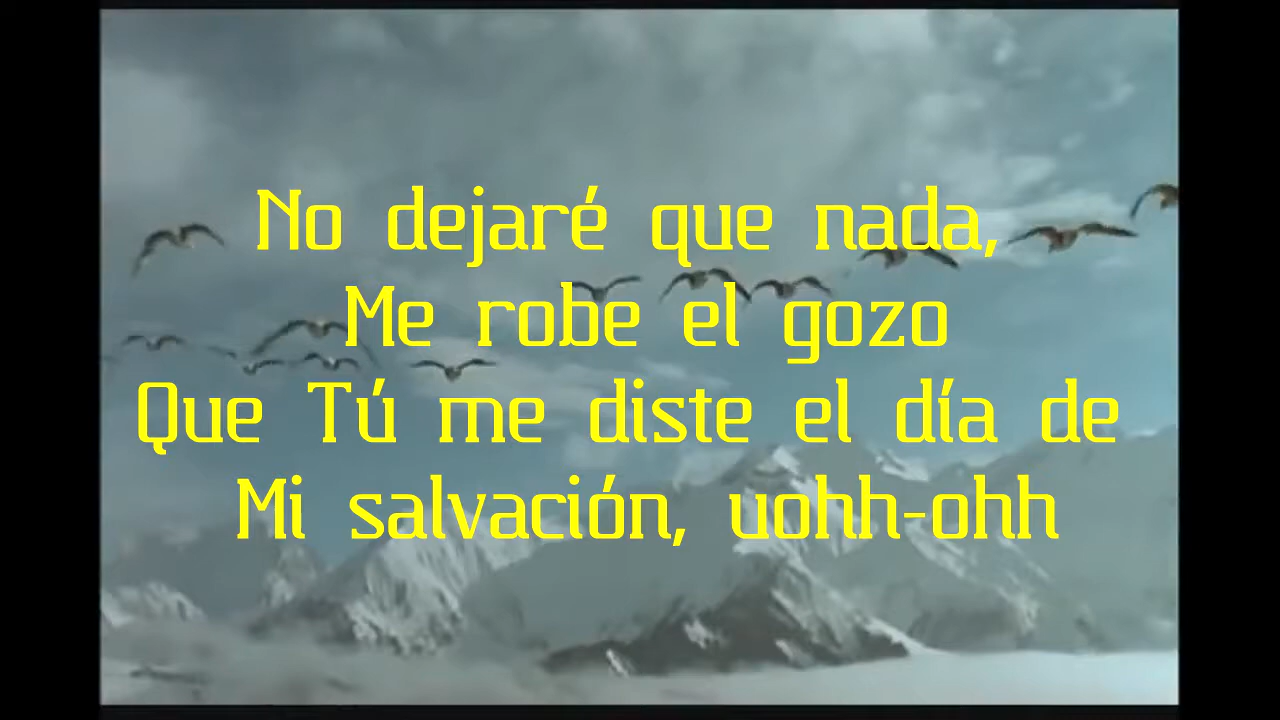 No dejaré que nada,
Me robe el gozo
Que Tú me diste el día de
Mi salvación, uohh-ohh